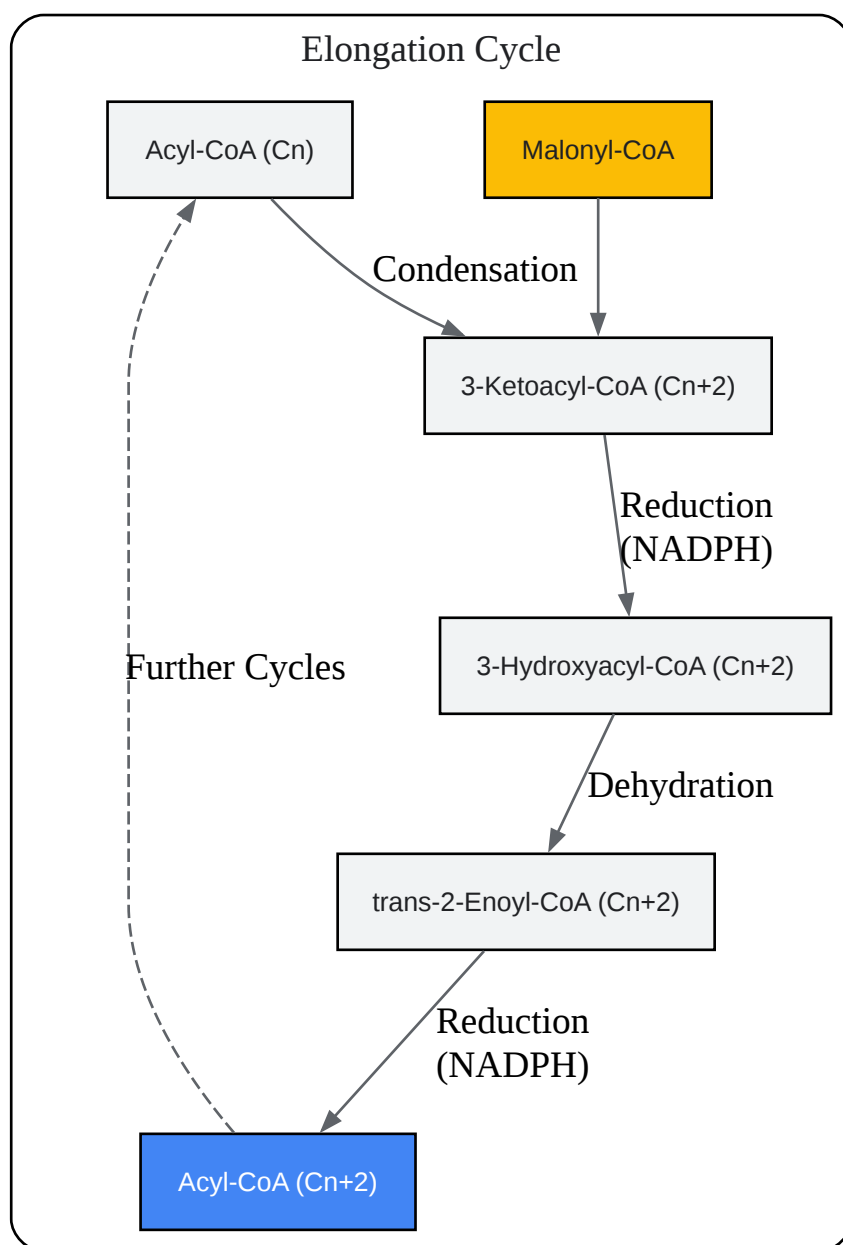 Elongation Cycle
Acyl-CoA (Cn)
Malonyl-CoA
Condensation
3-Ketoacyl-CoA (Cn+2)
Reduction
(NADPH)
3-Hydroxyacyl-CoA (Cn+2)
Further Cycles
Dehydration
trans-2-Enoyl-CoA (Cn+2)
Reduction
(NADPH)
Acyl-CoA (Cn+2)